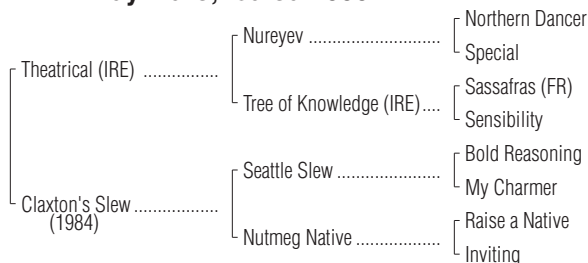 Northern Dancer
Nureyev
Special
Theatrical (IRE)
Sassafras (FR)
Tree of Knowledge (IRE)
Sensibility
Bold Reasoning
Seattle Slew
My Charmer
Claxton's Slew
(1984)
Raise a Native
Nutmeg Native
Inviting